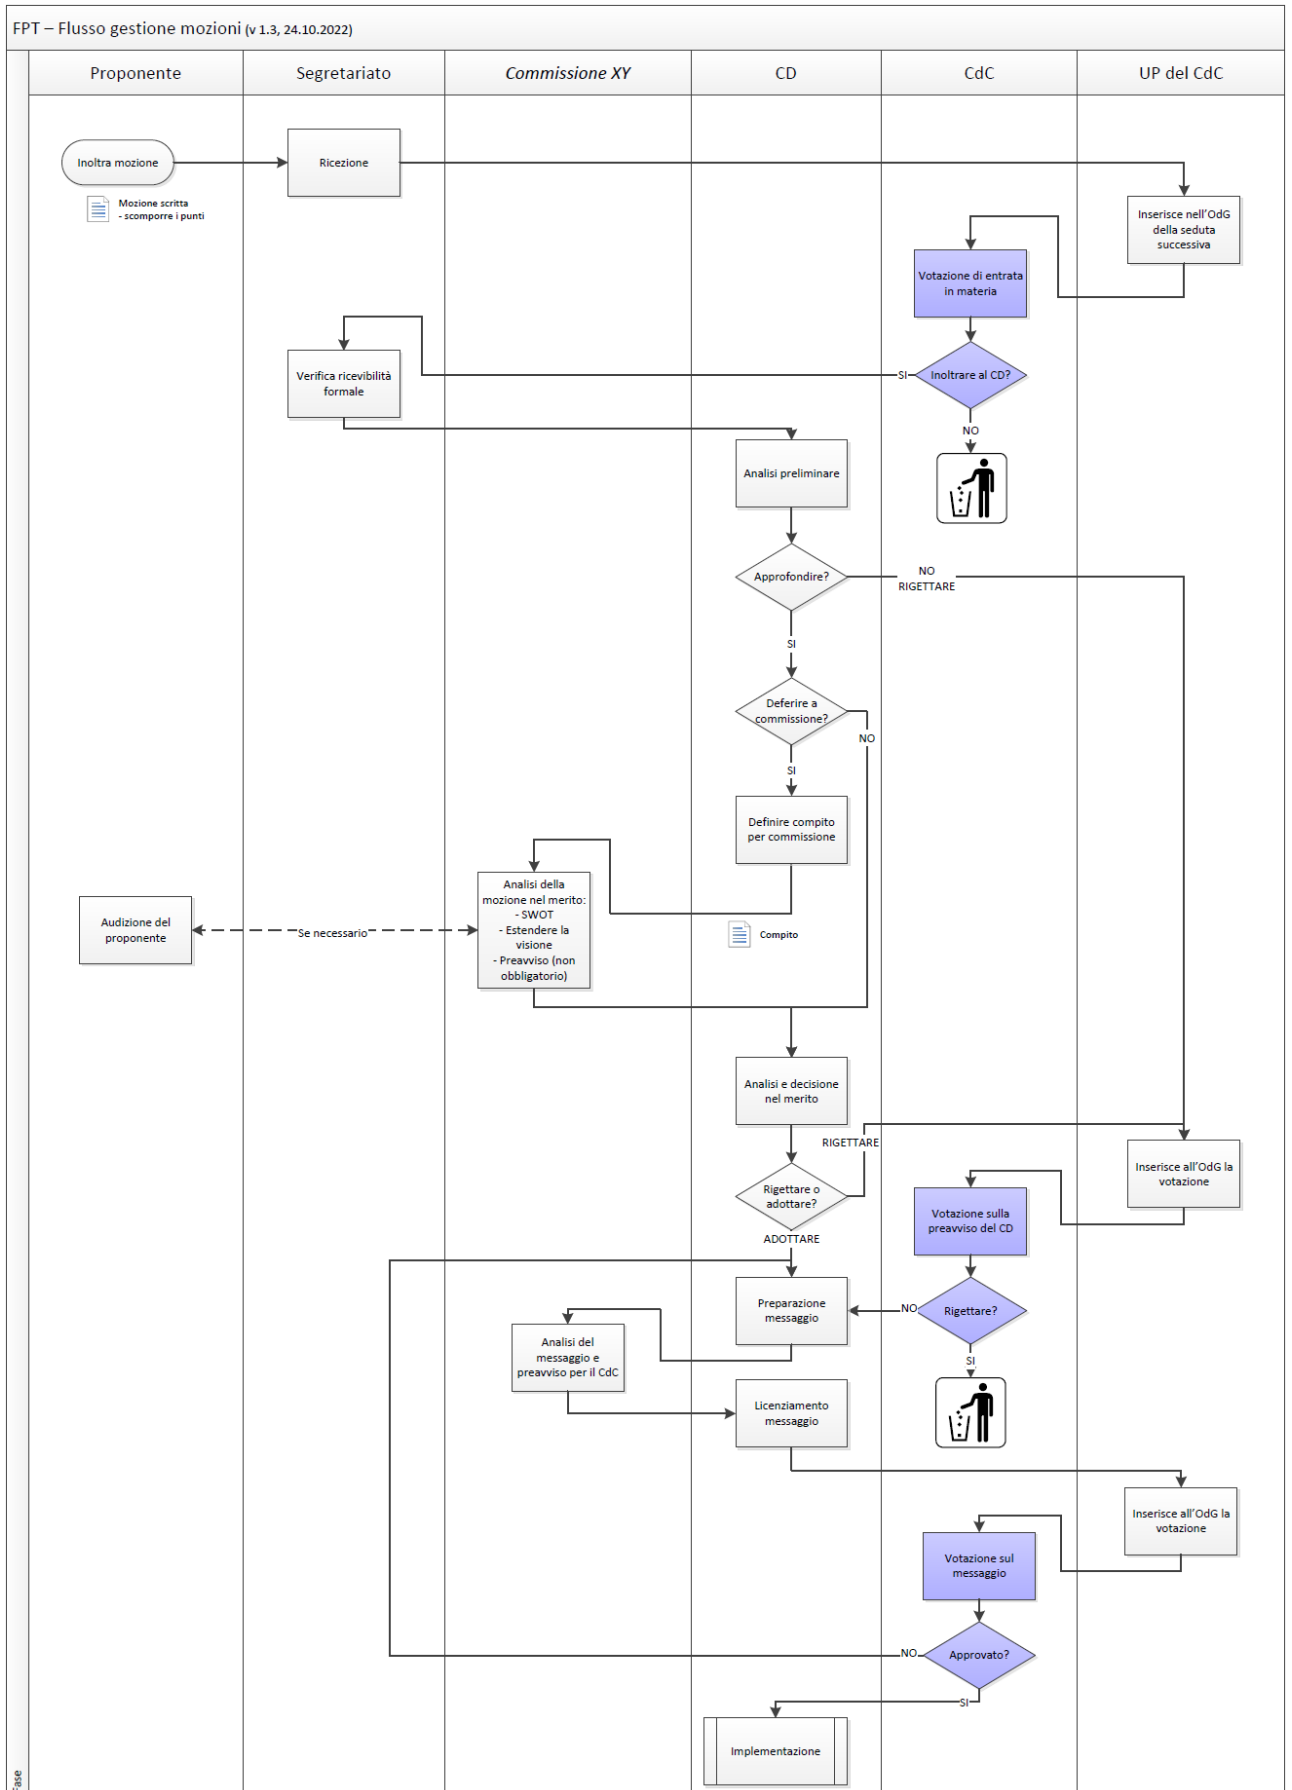 FPT – Flusso gestione mozioni (v 1.3, 24.10.2022)
Proponente
Segretariato
Commissione XY
CD
CdC
UP del CdC
Inoltra mozione
Ricezione
Mozione scritta
- scomporre i punti
Inserisce nell'OdG
della seduta
successiva
Votazione di entrata
in materia
Verifica ricevibilità
formale
SI
Inoltrare al CD?
NO
Analisi preliminare
Approfondire?
NO
RIGETTARE
SI
Deferire a
commissione?
NO
SI
Definire compito
per commissione
Analisi della
mozione nel merito:
- SWOT
- Estendere la
visione
- Preavviso (non
obbligatorio)
Audizione del
proponente
Se necessario
Compito
Analisi e decisione
nel merito
RIGETTARE
Rigettare o
adottare?
ADOTTARE
Inserisce all'OdG la
votazione
Votazione sulla
preavviso del CD
Preparazione
messaggio
NO
Rigettare?
SI
Analisi del
messaggio e
preavviso per il CdC
Licenziamento
messaggio
Inserisce all'OdG la
votazione
Votazione sul
messaggio
NO
Approvato?
SI
Implementazione
Fase